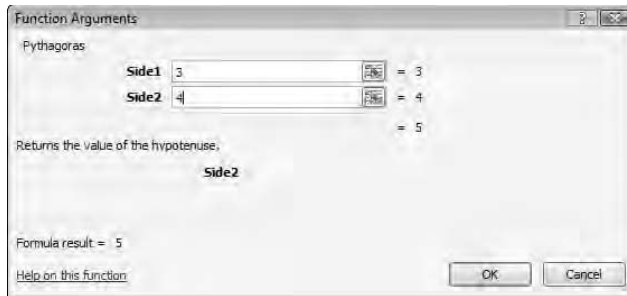 Function Arguments
Pythagoras
Side1 3 = 3
Side2 4 = 4
= 5
Returns the value of the hypotenuse.
Side2
Formula result = 5
Help on this function
OK Cancel